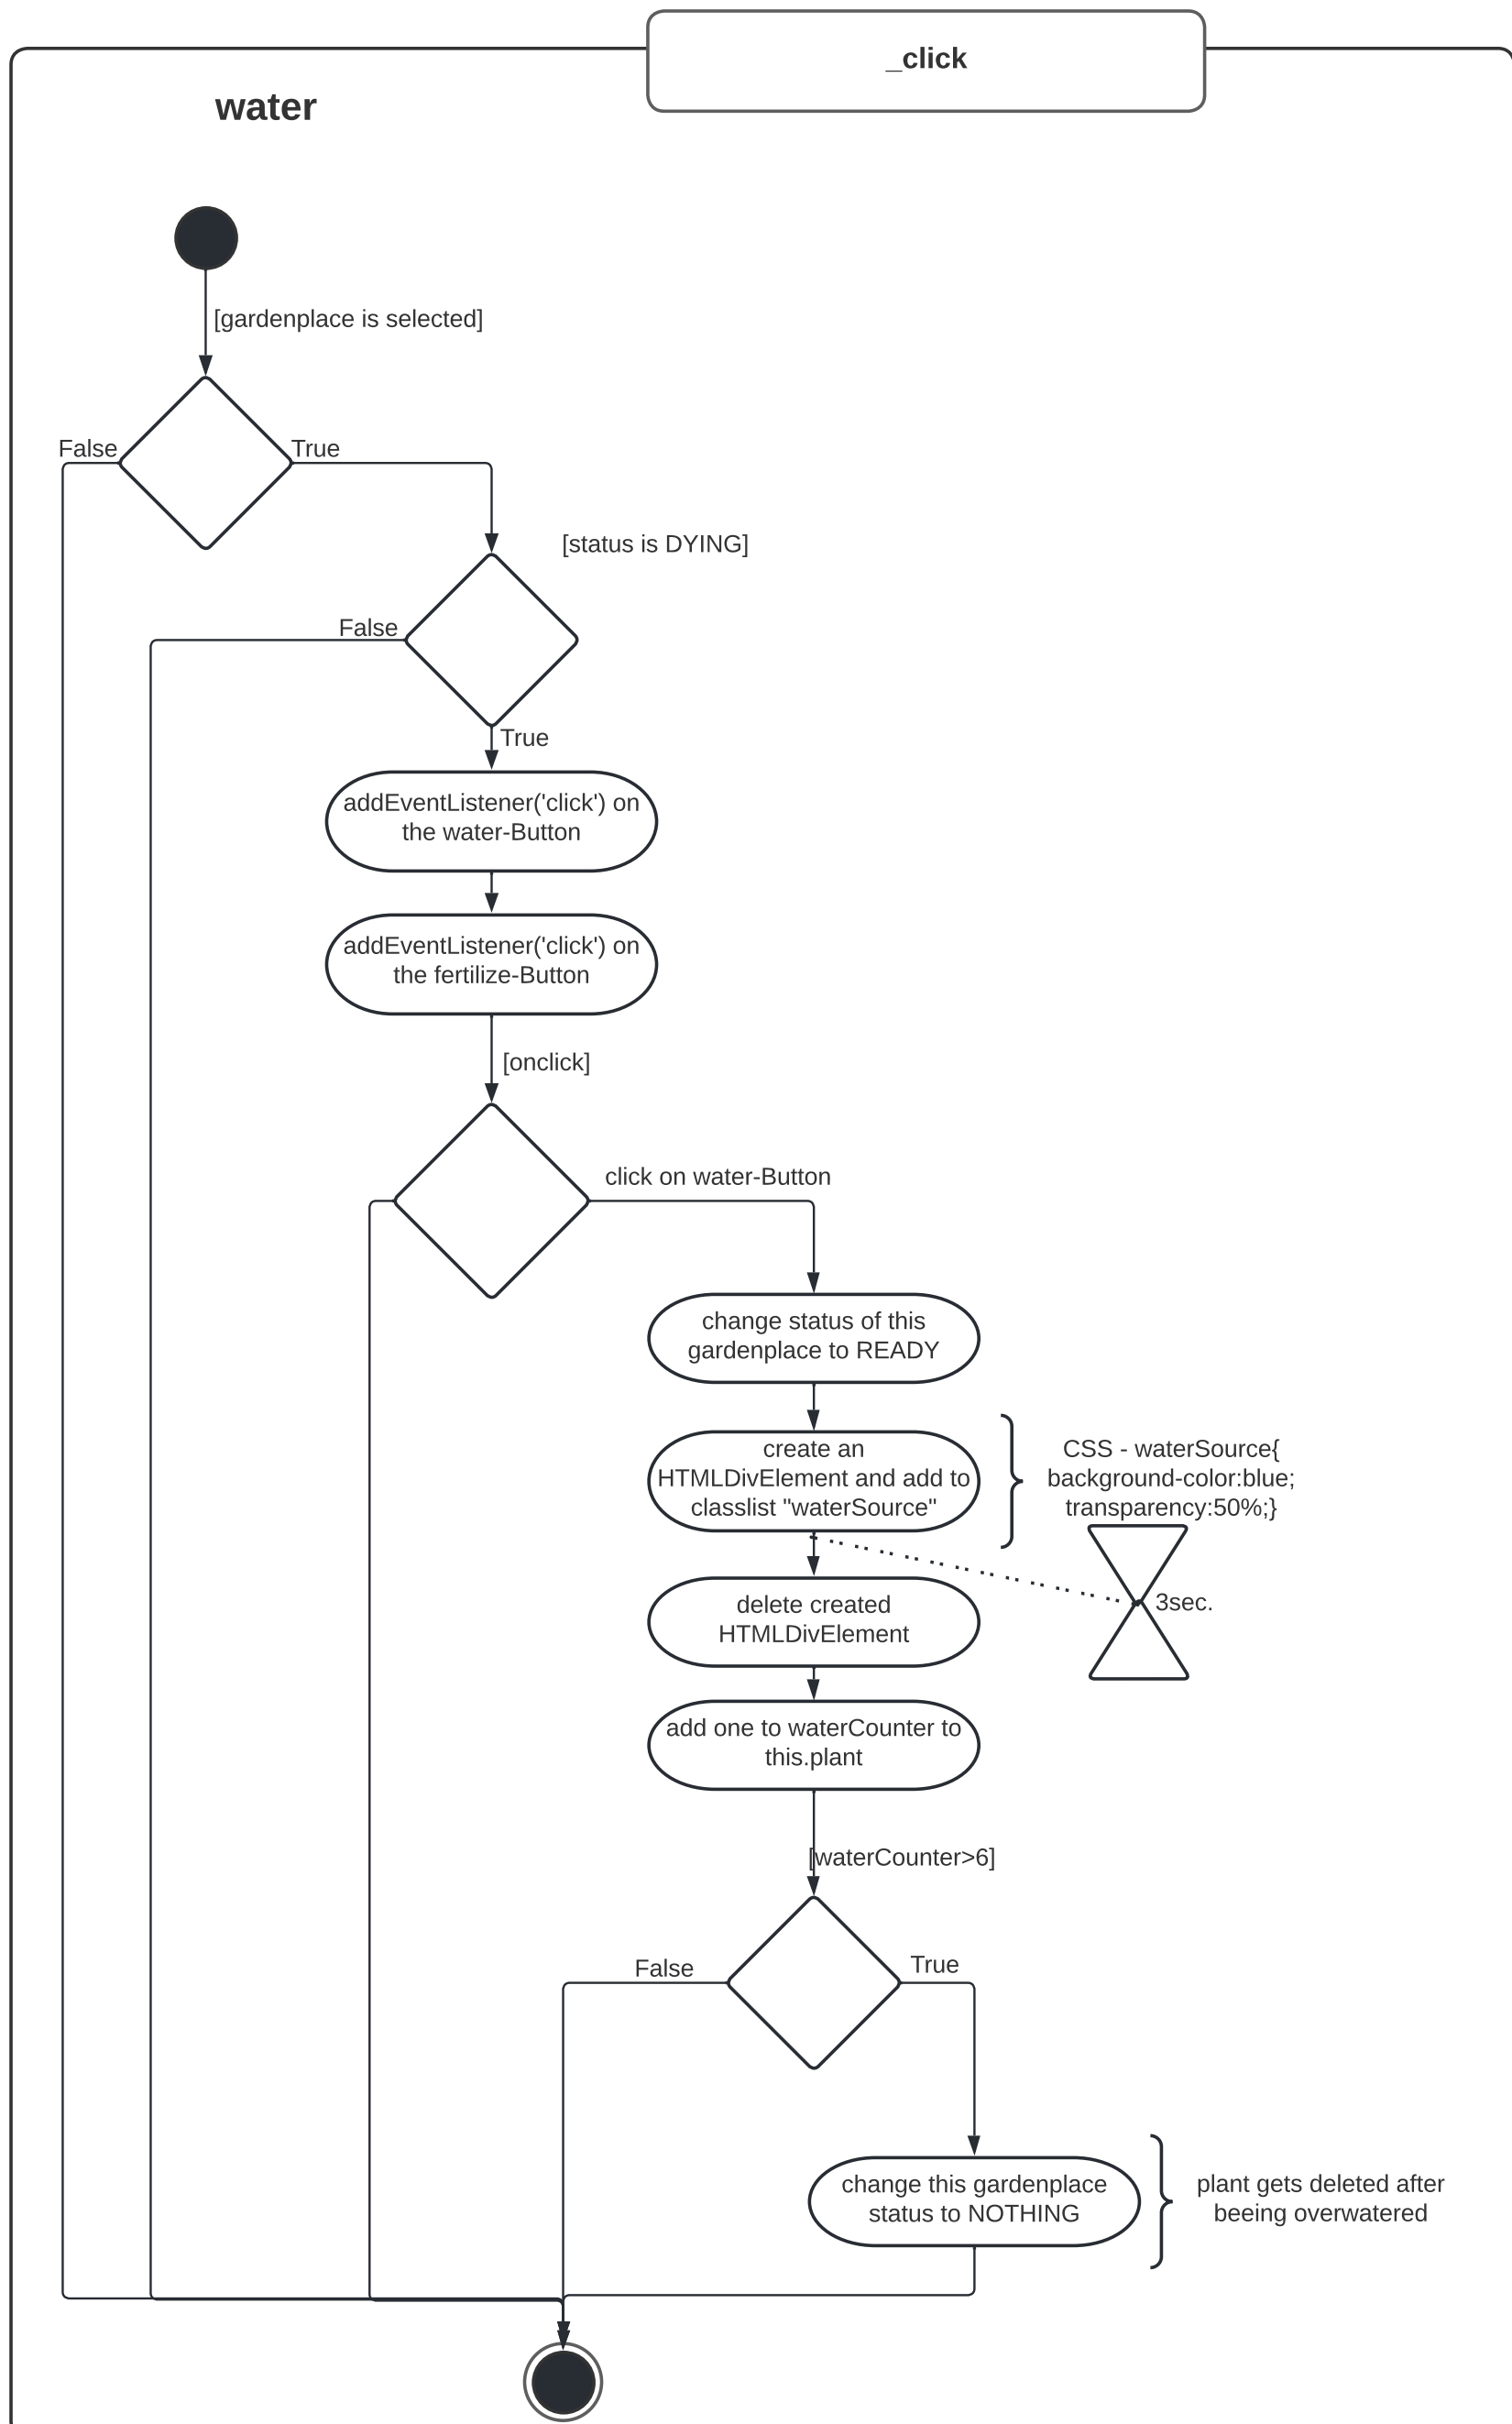 _click
water
[gardenplace is selected]
False
True
[status is DYING]
False
True
addEventListener('click') on
the water-Button
addEventListener('click') on
the fertilize-Button
[onclick]
click on water-Button
change status of this
gardenplace to READY
create an
HTMLDivElement and add to
classlist "waterSource"
CSS - waterSource{
background-color:blue;
transparency:50%;}
3sec.
delete created
HTMLDivElement
add one to waterCounter to
this.plant
[waterCounter>6]
False
True
change this gardenplace
status to NOTHING
plant gets deleted after
beeing overwatered